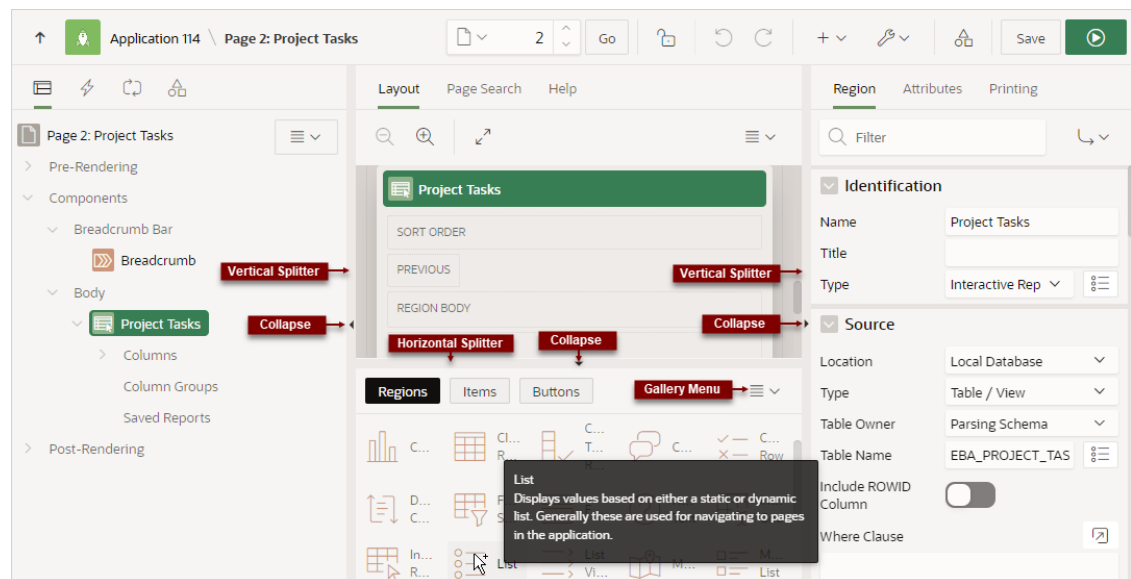 Application 114 \ Page 2: Project Tasks
2
Go
Save
Page 2: Project Tasks
Pre-Rendering
Components
Breadcrumb Bar
Breadcrumb
Body
Project Tasks
Columns
Column Groups
Saved Reports
Post-Rendering
Vertical Splitter
Collapse
Layout Page Search Help
Project Tasks
SORT ORDER
PREVIOUS
REGION BODY
Vertical Splitter
Collapse
Horizontal Splitter
Collapse
Regions Items Buttons
Gallery Menu
C...
Cl...
R...
C...
T...
R...
C...
C...
Row
D...
C...
F
S
In...
R...
List
List
Vi...
M...
M...
List
List
Displays values based on either a static or dynamic
list. Generally these are used for navigating to pages
in the application.
Region Attributes Printing
Filter
Identification
Name Project Tasks
Title
Type Interactive Rep
Source
Location Local Database
Type Table / View
Table Owner Parsing Schema
Table Name EBA_PROJECT_TAS
Include ROWID
Column
Where Clause